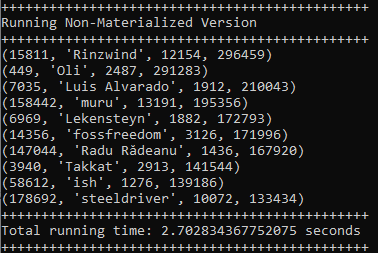 ++++++++++++++++++++++++++++++++++++++++++++++++
Running Non-Materialized Version
++++++++++++++++++++++++++++++++++++++++++++++++
(15811, 'Rinzwind', 12154, 296459)
(449, 'Oli', 2487, 291283)
(7035, 'Luis Alvarado', 1912, 210043)
(158442, 'muru', 13191, 195356)
(6969, 'Lekensteyn', 1882, 172793)
(14356, 'fossfreedom', 3126, 171996)
(147044, 'Radu Rădeanu', 1436, 167920)
(3940, 'Takkat', 2913, 141544)
(58612, 'ish', 1276, 139186)
(178692, 'steeldriver', 10072, 133434)
++++++++++++++++++++++++++++++++++++++++++++++++
Total running time: 2.702834367752075 seconds
++++++++++++++++++++++++++++++++++++++++++++++++